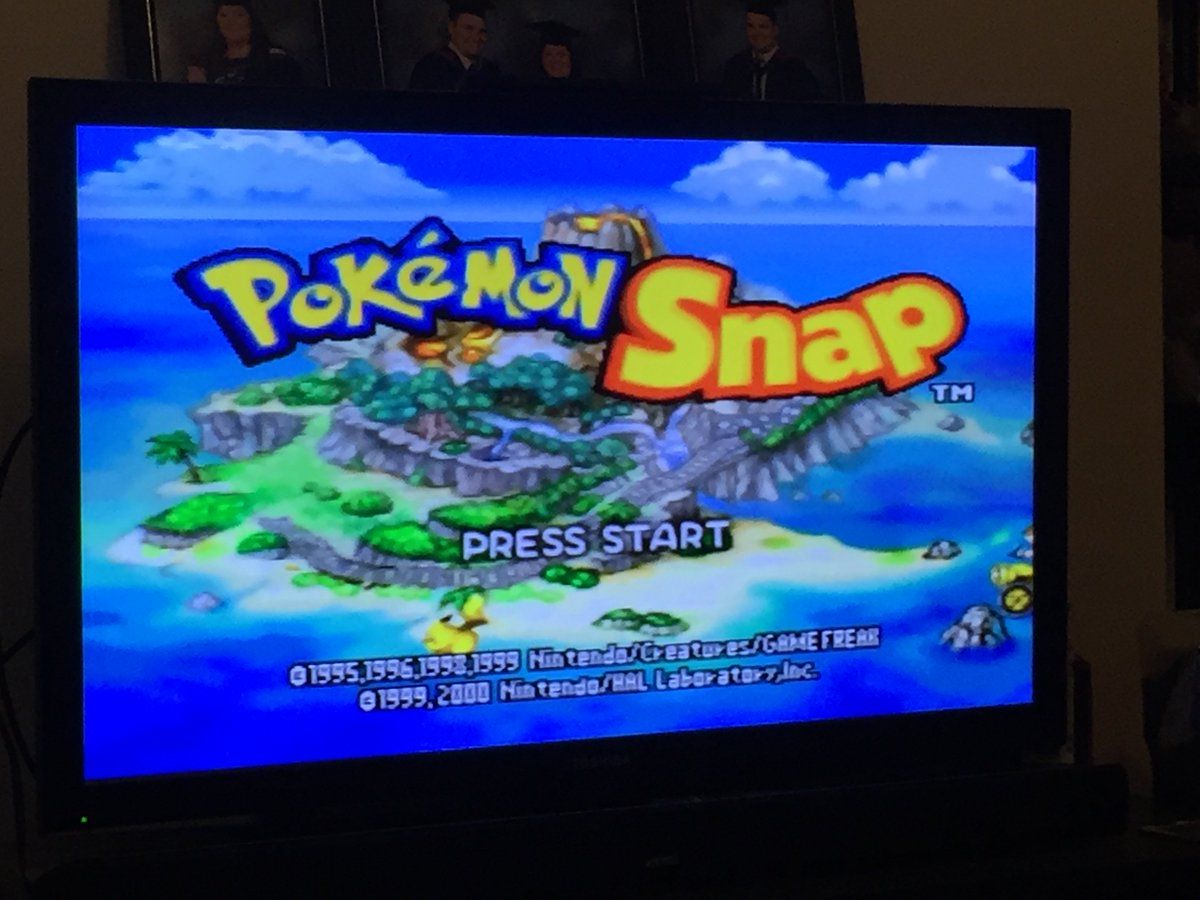 POKéMON Snap
TM
PRESS START
©1995,1996,1998,1999 Nintendo/Creatures/GAME FREAK
©1999,2000 Nintendo/HAL Laboratory,Inc.
TOSHIBA